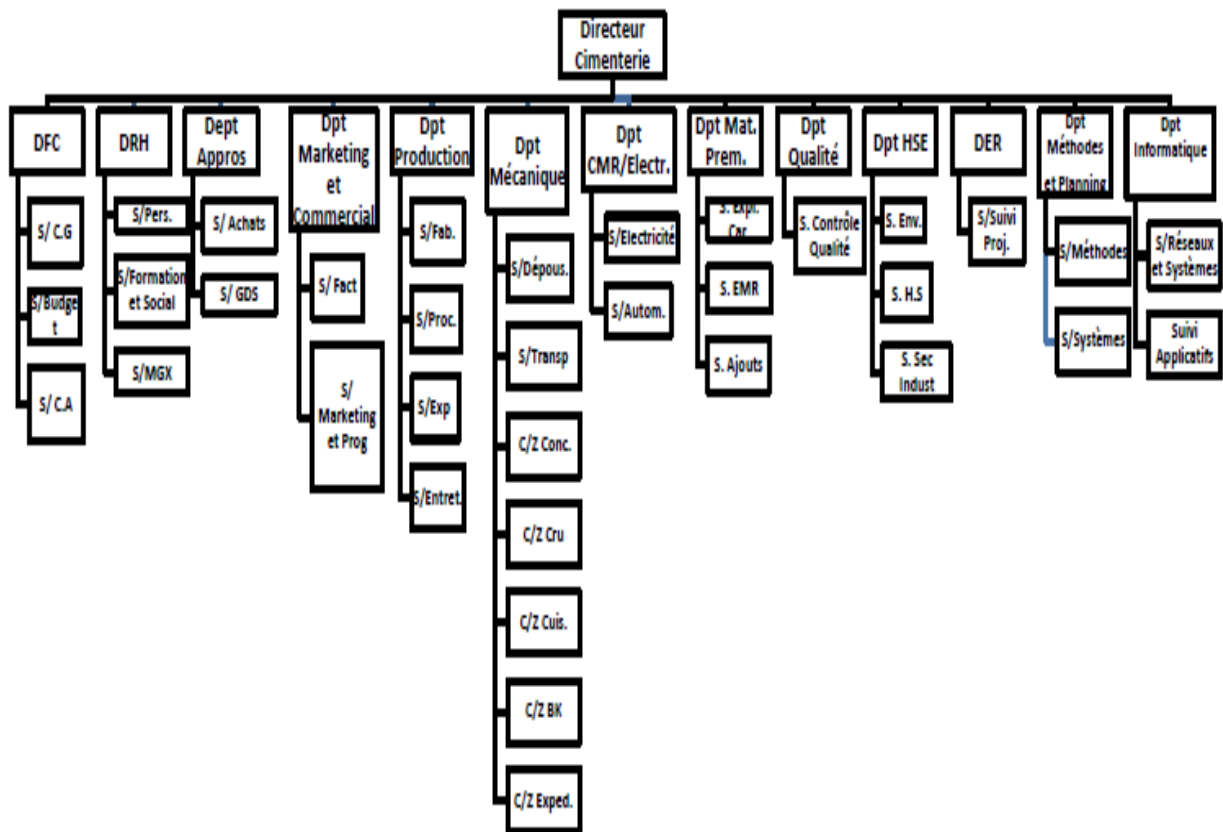 Directeur
Cimenterie
DFC
S/ C.G
S/Budge
t
S/ C.A
DRH
S/Pers.
S/Formation
et Social
S/MGX
Dept
Appros
S/ Achats
S/ GDS
Dpt
Marketing
et
Commercial
S/ Fact
S/
Marketing
et Prog
Dpt
Production
S/Fab.
S/Proc.
S/Exp
S/Entret.
Dpt
Mécanique
S/Dépous.
S/Transp
C/Z Conc.
C/Z Cru
C/Z Cuis.
C/Z BK
C/Z Exped.
Dpt
CMR/Electr.
S/Electricité
S/Autom.
Dpt Mat.
Prem.
S. Expl.
Car
S. EMR
S. Ajouts
Dpt
Qualité
S. Contrôle
Qualité
Dpt HSE
S. Env.
S. H.S
S. Sec
Indust
DER
S/Suivi
Proj.
Dpt
Méthodes
et Planning
S/Méthodes
S/Systèmes
Dpt
Informatique
S/Réseaux
et Systèmes
Suivi
Applicatifs